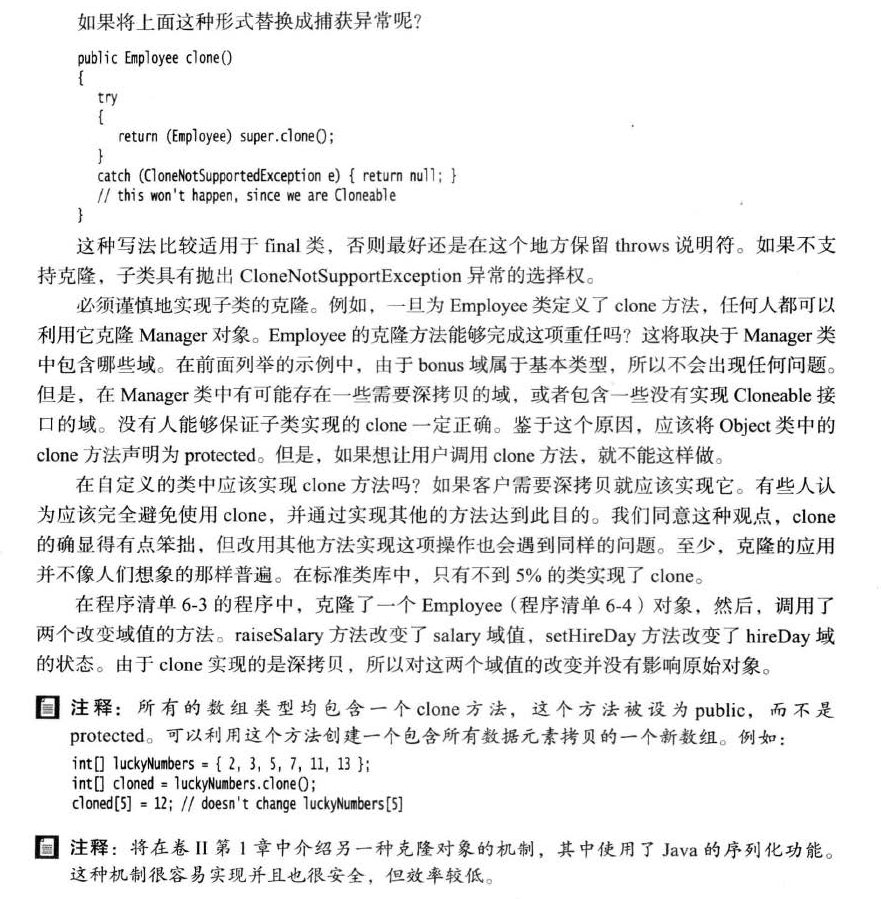 如果将上面这种形式替换成捕获异常呢?
public Employee clone()
{
try
{
return (Employee) super.clone();
}
catch (CloneNotSupportedException e) { return null; }
// this won't happen, since we are Cloneable
}
这种写法比较适用于 final 类，否则最好还是在这个地方保留 throws 说明符。如果不支
持克隆，子类具有抛出 CloneNotSupportException 异常的选择权。
必须谨慎地实现子类的克隆。例如，一旦为 Employee 类定义了 clone 方法，任何人都可以
利用它克隆 Manager 对象。Employee 的克隆方法能够完成这项重任吗？这将取决于 Manager 类
中包含哪些域。在前面列举的示例中，由于 bonus 域属于基本类型，所以不会出现任何问题。
但是，在 Manager 类中有可能存在一些需要深拷贝的域，或者包含一些没有实现 Cloneable 接
口的域。没有人能够保证子类实现的 clone 一定正确。鉴于这个原因，应该将 Object 类中的
clone 方法声明为 protected。但是，如果想让用户调用 clone 方法，就不能这样做。
在自定义的类中应该实现 clone 方法吗？如果客户需要深拷贝就应该实现它。有些人认
为应该完全避免使用 clone，并通过实现其他的方法达到此目的。我们同意这种观点，clone
的确显得有点笨拙，但改用其他方法实现这项操作也会遇到同样的问题。至少，克隆的应用
并不像人们想象的那样普遍。在标准类库中，只有不到 5% 的类实现了 clone。
在程序清单 6-3 的程序中，克隆了一个 Employee（程序清单 6-4）对象，然后，调用了
两个改变域值的方法。raiseSalary 方法改变了 salary 域值，setHireDay 方法改变了 hireDay 域
的状态。由于 clone 实现的是深拷贝，所以对这两个域值的改变并没有影响原始对象。
注释：所有的数组类型均包含一个 clone 方法，这个方法被设为 public，而不是
protected。可以利用这个方法创建一个包含所有数据元素拷贝的一个新数组。例如：
int[] luckyNumbers = { 2, 3, 5, 7, 11, 13 };
int[] cloned = luckyNumbers.clone();
cloned[5] = 12; // doesn't change luckyNumbers[5]
注释：将在卷 II 第 1 章中介绍另一种克隆对象的机制，其中使用了 Java 的序列化功能。
这种机制很容易实现并且也很安全，但效率较低。